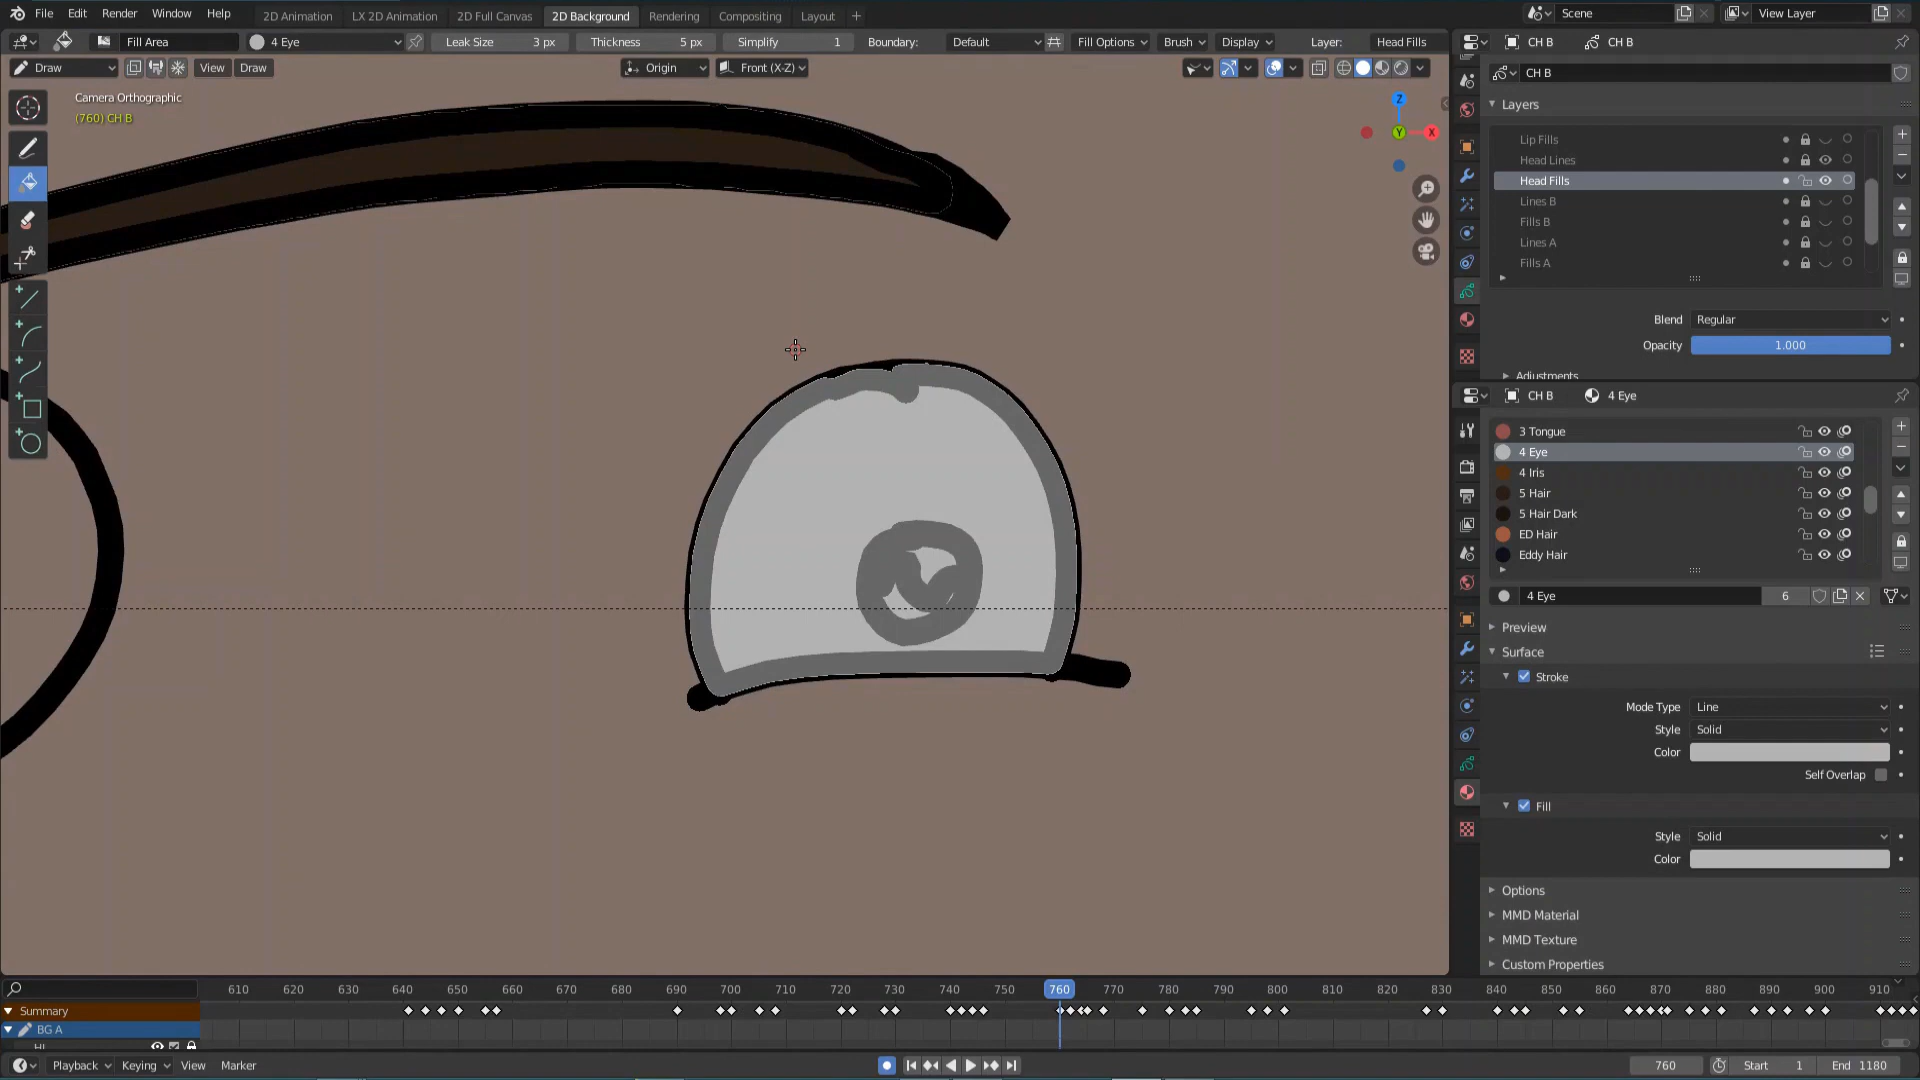 File Edit Render Window Help 2D Animation LX 2D Animation 2D Full Canvas 2D Background Rendering Compositing Layout Scene View Layer
Fill Area 4 Eye Leak Size 3 px Thickness 5 px Simplify 1 Boundary: Default Fill Options Brush Display Layer: Head Fills CH B CH B
Draw View Draw Origin Front (X-Z) CH B
Camera Orthographic
(760) CH B
Z
Y
X
Layers
Lip Fills
Head Lines
Head Fills
Lines B
Fills B
Lines A
Fills A
Blend Regular
Opacity 1.000
Adjustments
CH B 4 Eye
3 Tongue
4 Eye
4 Iris
5 Hair
5 Hair Dark
ED Hair
Eddy Hair
4 Eye 6
Preview
Surface
Stroke
Mode Type Line
Style Solid
Color
Self Overlap
Fill
Style Solid
Color
Options
MMD Material
MMD Texture
Custom Properties
610 620 630 640 650 660 670 680 690 700 710 720 730 740 750 760 770 780 790 800 810 820 830 840 850 860 870 880 890 900 910
Summary
BG A
Playback Keying View Marker 760 Start 1 End 1180